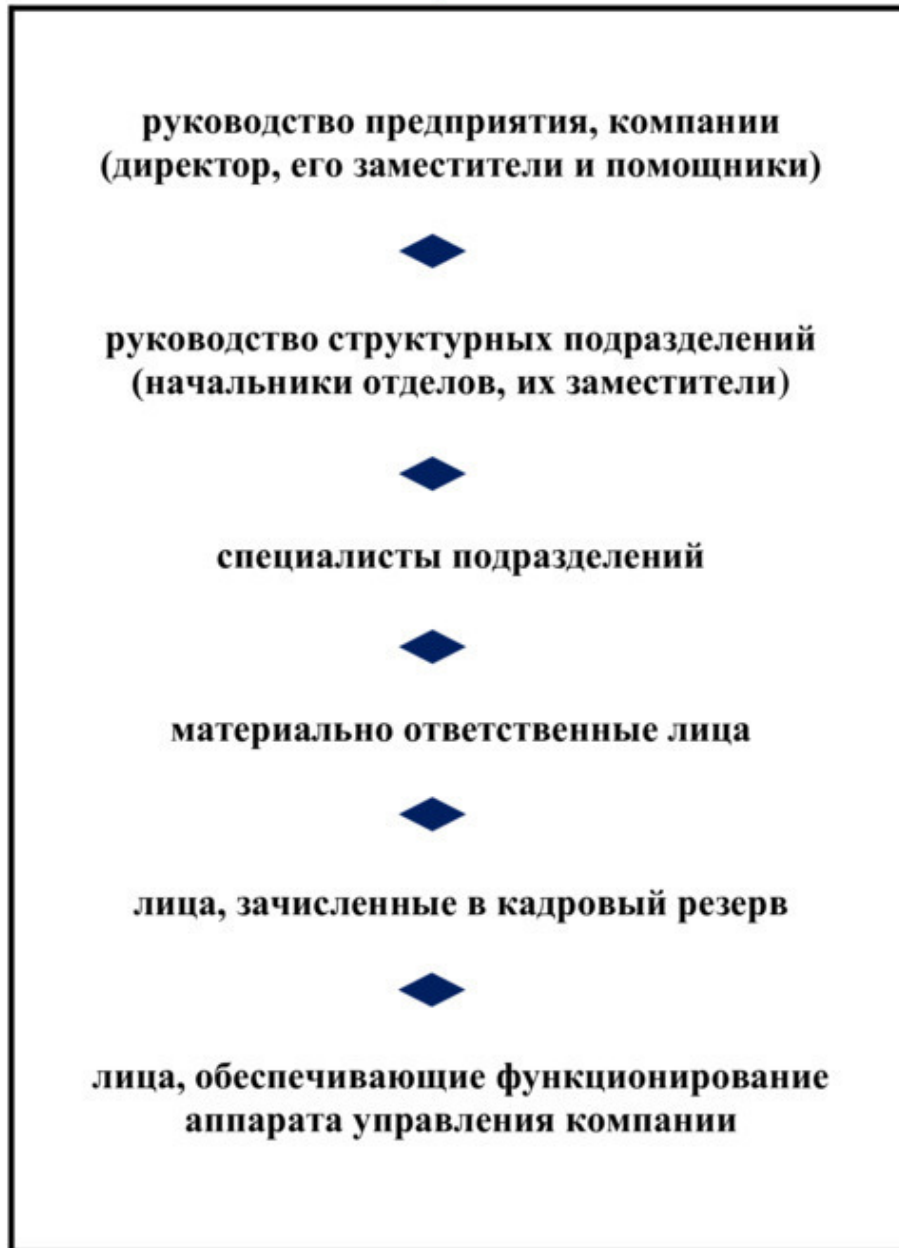 руководство предприятия, компании
(директор, его заместители и помощники)
руководство структурных подразделений
(начальники отделов, их заместители)
специалисты подразделений
материально ответственные лица
лица, зачисленные в кадровый резерв
лица, обеспечивающие функционирование
аппарата управления компании